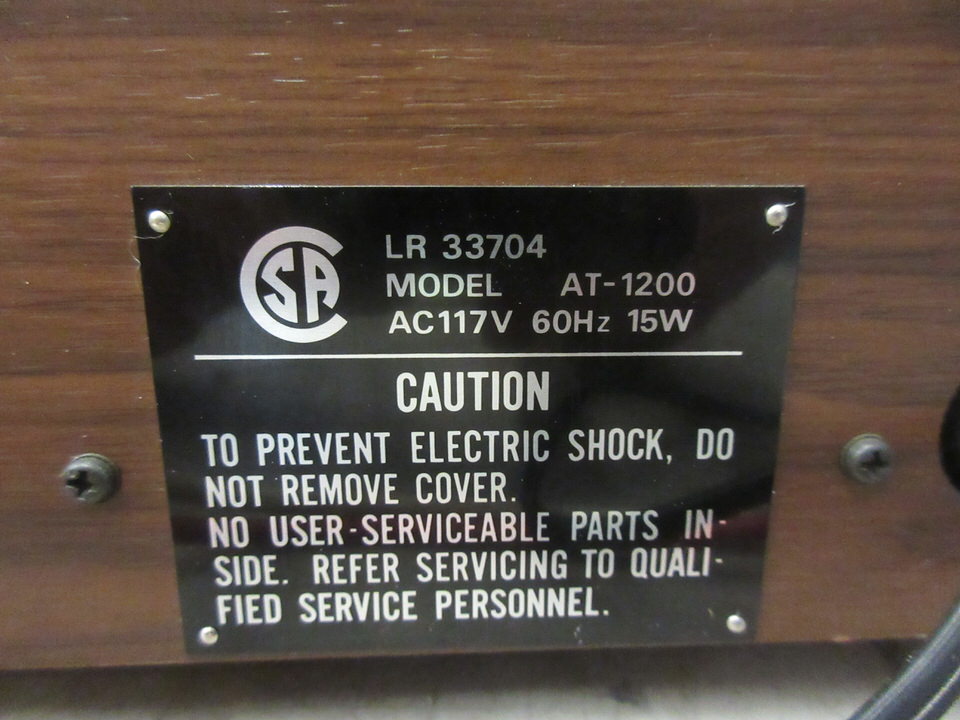 CSA
LR 33704
MODEL AT-1200
AC117V 60Hz 15W
CAUTION
TO PREVENT ELECTRIC SHOCK, DO
NOT REMOVE COVER.
NO USER-SERVICEABLE PARTS IN-
SIDE. REFER SERVICING TO QUALI-
FIED SERVICE PERSONNEL.